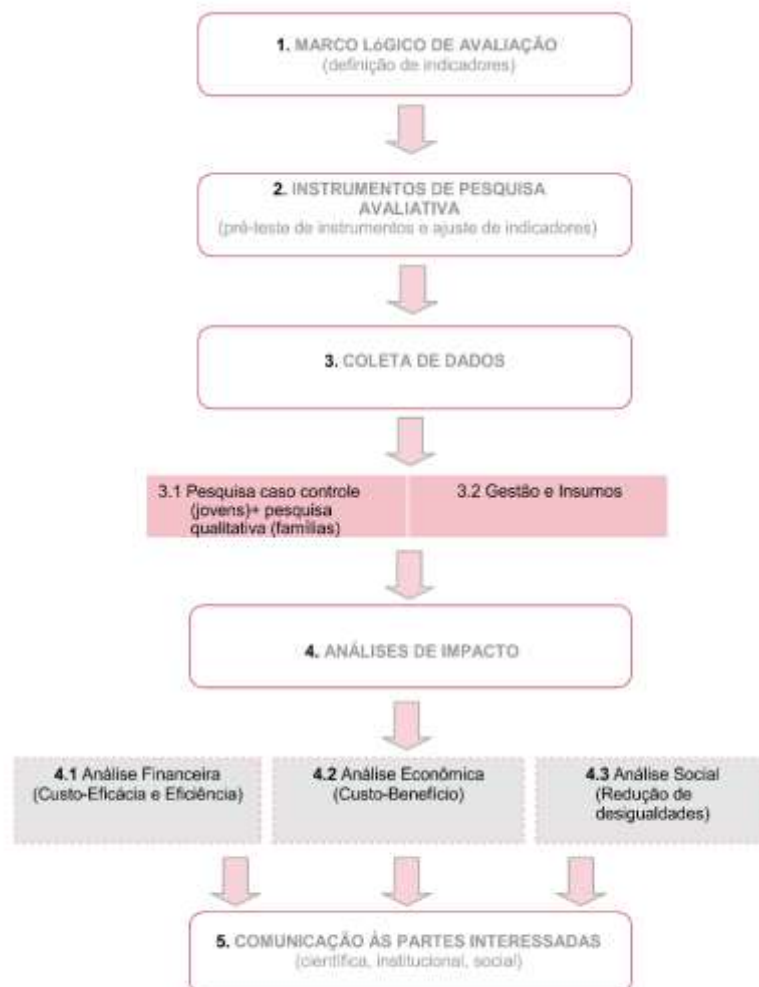 1. MARCO LóGICO DE AVALIAÇÃO
(definição de indicadores)
2. INSTRUMENTOS DE PESQUISA
AVALIATIVA
(pré-teste de instrumentos e ajuste de indicadores)
3. COLETA DE DADOS
3.1 Pesquisa caso controle
(jovens)+ pesquisa
qualitativa (famílias)
3.2 Gestão e Insumos
4. ANÁLISES DE IMPACTO
4.1 Análise Financeira
(Custo-Eficácia e Eficiência)
4.2 Análise Econômica
(Custo-Benefício)
4.3 Análise Social
(Redução de
desigualdades)
5. COMUNICAÇÃO ÀS PARTES INTERESSADAS
(científica, institucional, social)